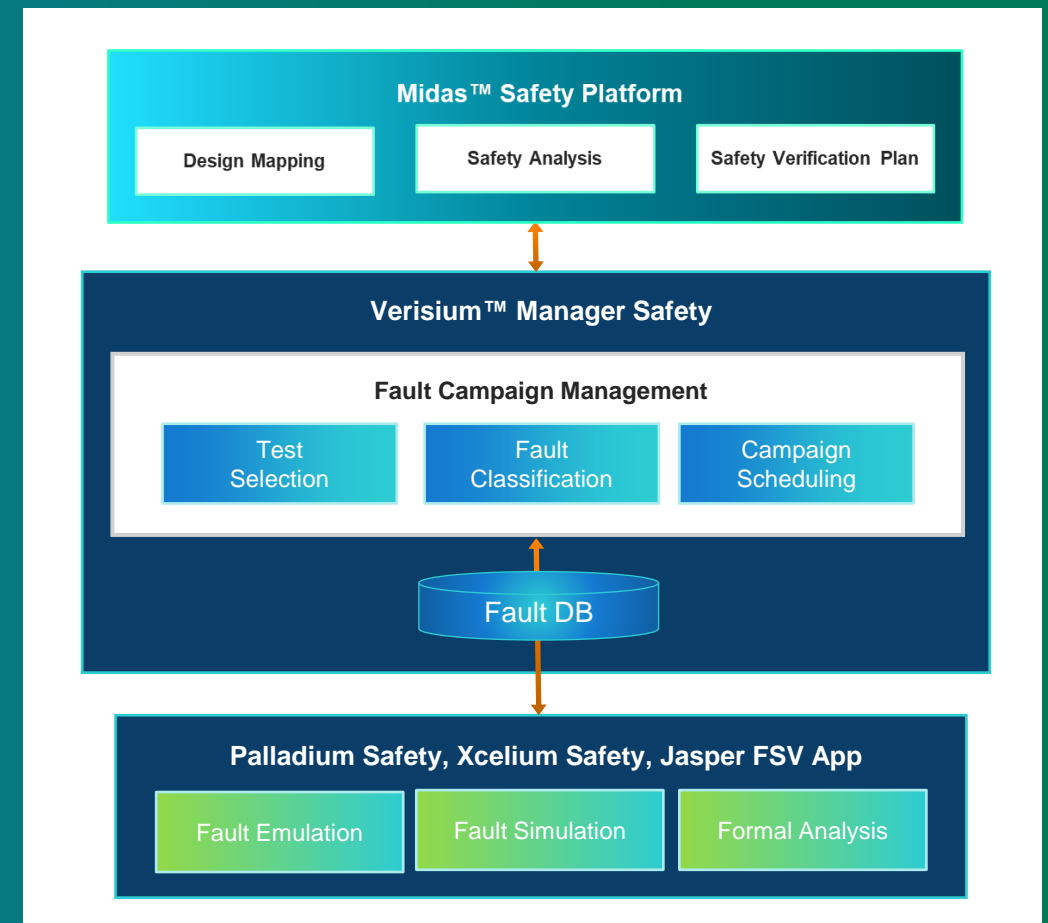 Midas™ Safety Platform
Design Mapping
Safety Analysis
Safety Verification Plan
Verisium™ Manager Safety
Fault Campaign Management
Test
Selection
Fault
Classification
Campaign
Scheduling
Fault DB
Palladium Safety, Xcelium Safety, Jasper FSV App
Fault Emulation
Fault Simulation
Formal Analysis